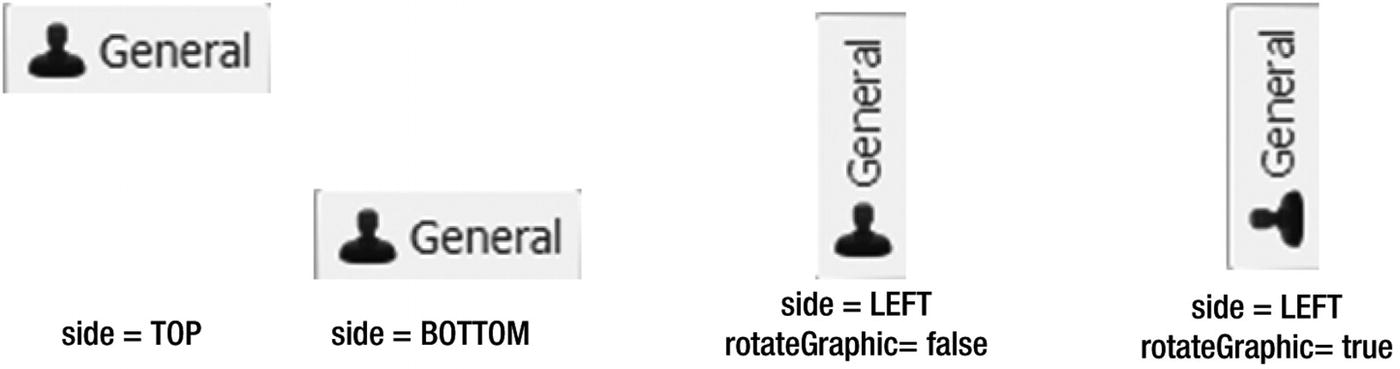 General
General
General
General
side = TOP
side = BOTTOM
side = LEFT
rotateGraphic= false
side = LEFT
rotateGraphic= true